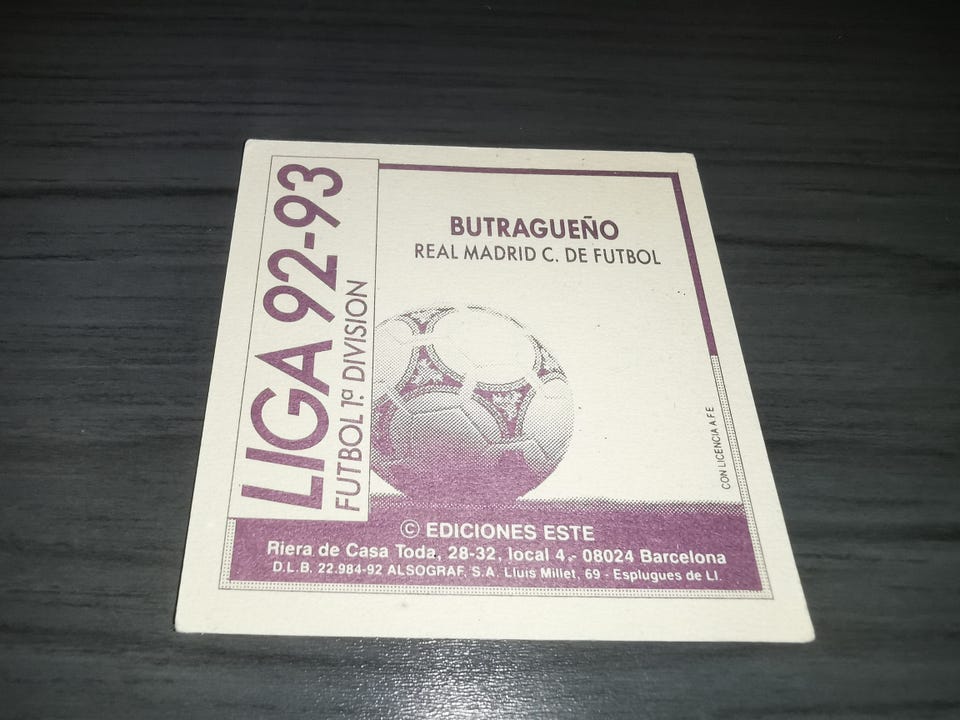 LIGA 92-93
FUTBOL 1ª DIVISION
BUTRAGUEÑO
REAL MADRID C. DE FUTBOL
CON LICENCIA A.F.E
© EDICIONES ESTE
Riera de Casa Toda, 28-32, local 4.- 08024 Barcelona
D.L.B. 22.984-92 ALSOGRAF, S.A. Lluis Millet, 69 - Esplugues de Ll.